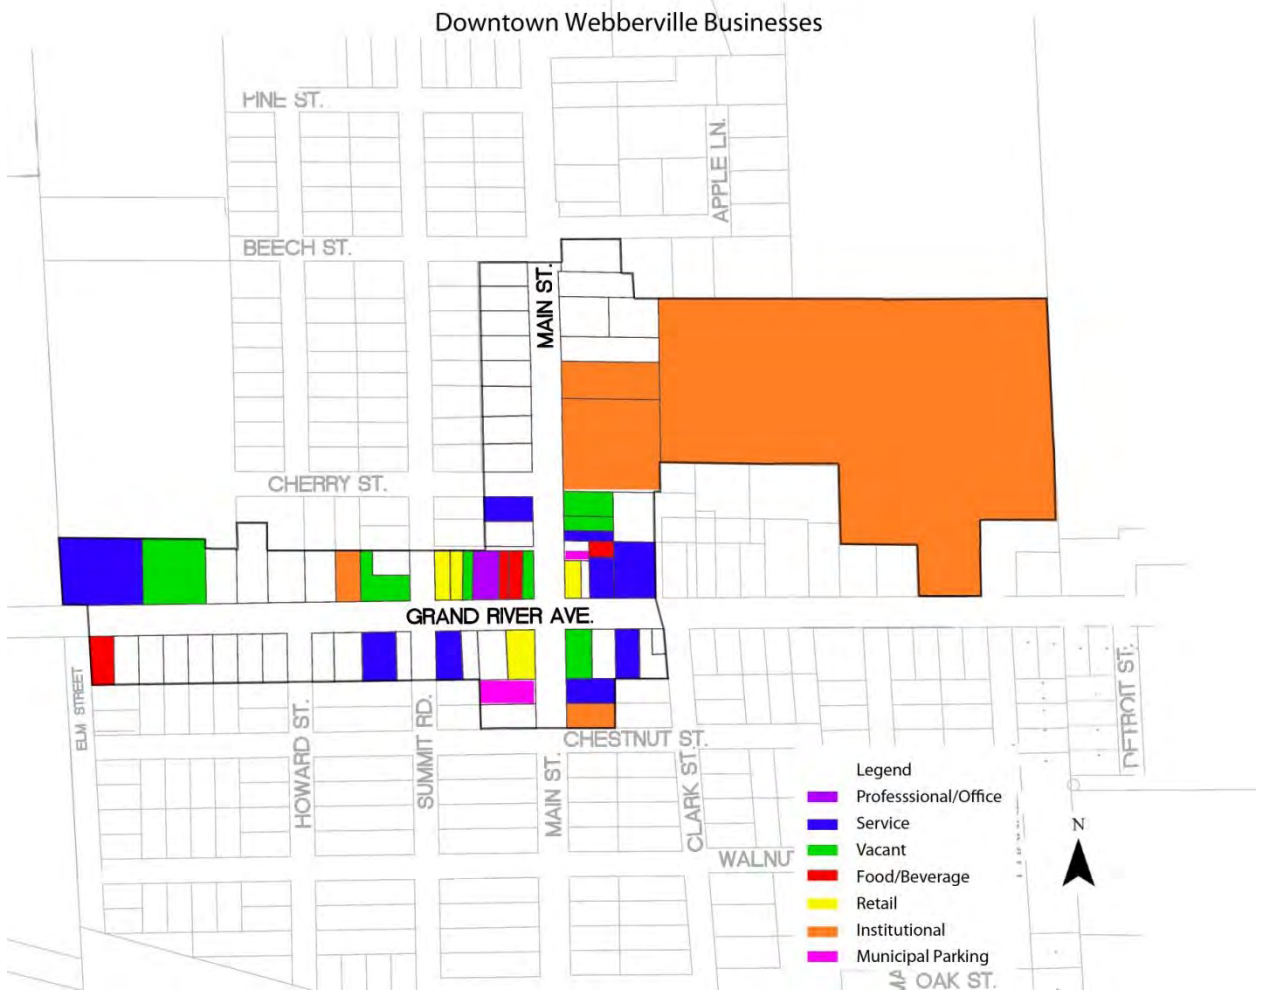 Downtown Webberville Businesses
PINE ST.
APPLE LN.
BEECH ST.
MAIN ST.
CHERRY ST.
GRAND RIVER AVE.
ELM STREET
HOWARD ST.
SUMMIT RD.
MAIN ST.
CHESTNUT ST.
CLARK ST.
DETROIT ST.
WALNUT
Legend
Professsional/Office
Service
Vacant
Food/Beverage
Retail
Institutional
Municipal Parking
N
OAK ST.